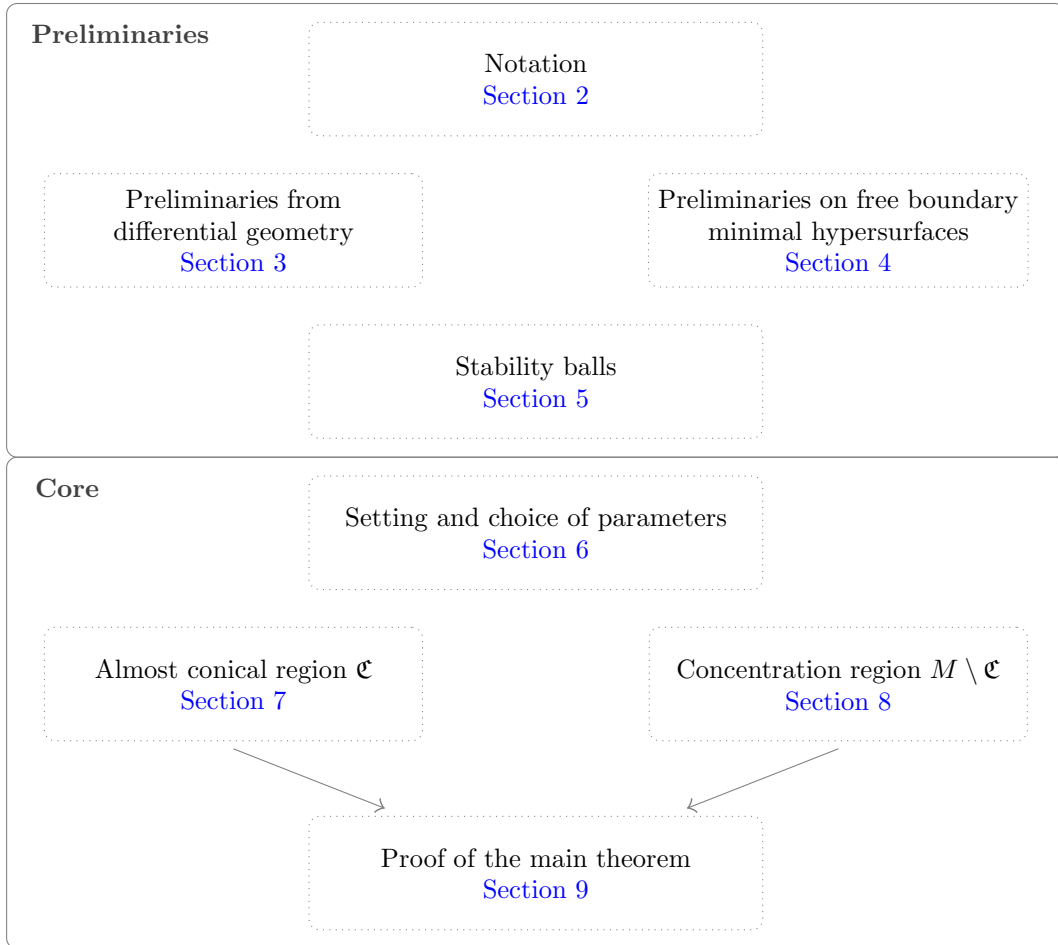 Preliminaries
Notation
Section 2
Preliminaries from
differential geometry
Section 3
Preliminaries on free boundary
minimal hypersurfaces
Section 4
Stability balls
Section 5
Core
Setting and choice of parameters
Section 6
Almost conical region ℭ
Section 7
Concentration region M \ ℭ
Section 8
Proof of the main theorem
Section 9